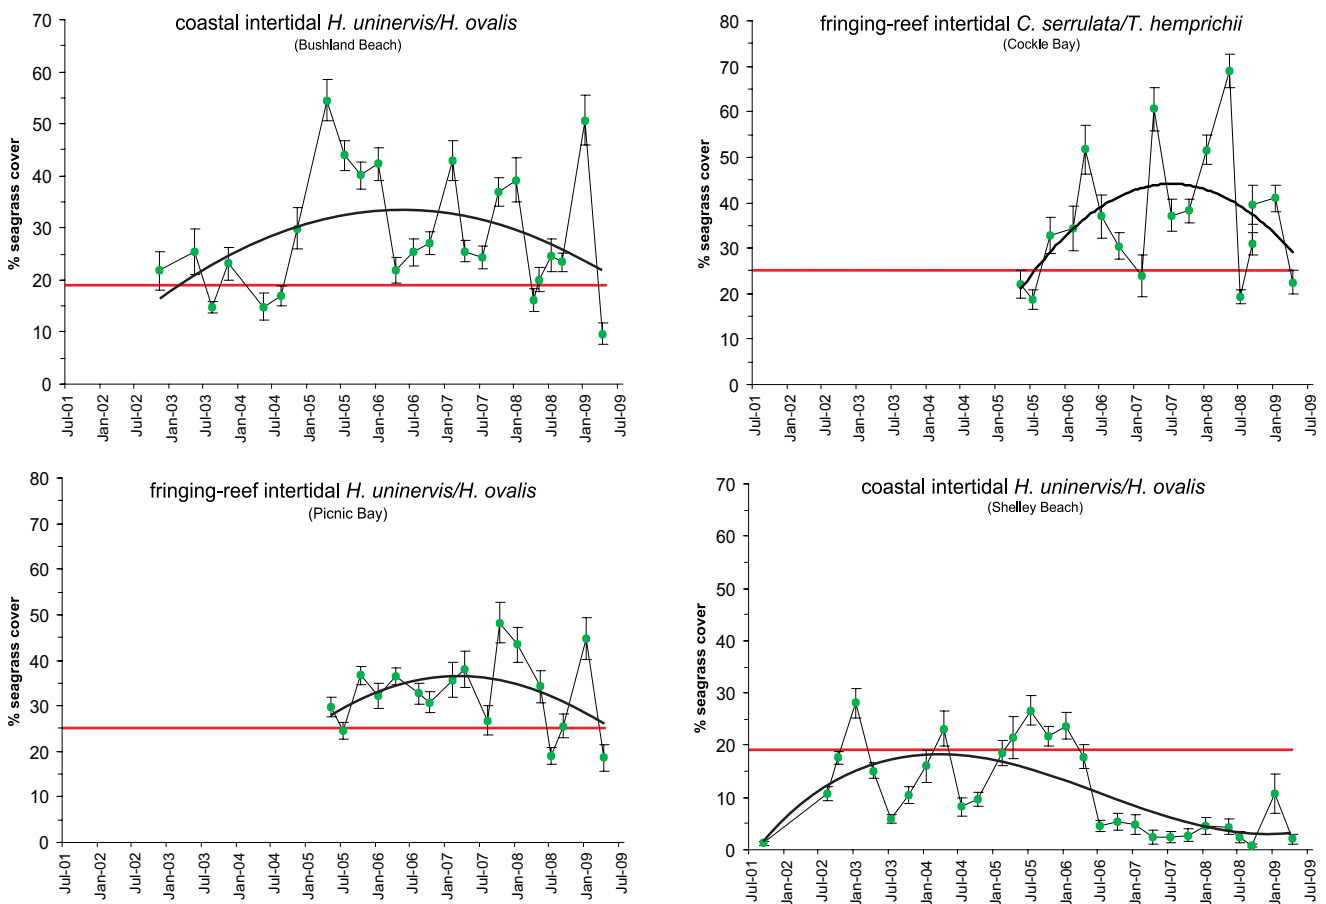 coastal intertidal H. uninervis/H. ovalis
(Bushland Beach)
% seagrass cover
70
60
50
40
30
20
10
0
Jul-01
Jan-02
Jul-02
Jan-03
Jul-03
Jan-04
Jul-04
Jan-05
Jul-05
Jan-06
Jul-06
Jan-07
Jul-07
Jan-08
Jul-08
Jan-09
Jul-09
fringing-reef intertidal C. serrulata/T. hemprichii
(Cockle Bay)
% seagrass cover
80
70
60
50
40
30
20
10
0
Jul-01
Jan-02
Jul-02
Jan-03
Jul-03
Jan-04
Jul-04
Jan-05
Jul-05
Jan-06
Jul-06
Jan-07
Jul-07
Jan-08
Jul-08
Jan-09
Jul-09
fringing-reef intertidal H. uninervis/H. ovalis
(Picnic Bay)
% seagrass cover
80
70
60
50
40
30
20
10
0
Jul-01
Jan-02
Jul-02
Jan-03
Jul-03
Jan-04
Jul-04
Jan-05
Jul-05
Jan-06
Jul-06
Jan-07
Jul-07
Jan-08
Jul-08
Jan-09
Jul-09
coastal intertidal H. uninervis/H. ovalis
(Shelley Beach)
% seagrass cover
70
60
50
40
30
20
10
0
Jul-01
Jan-02
Jul-02
Jan-03
Jul-03
Jan-04
Jul-04
Jan-05
Jul-05
Jan-06
Jul-06
Jan-07
Jul-07
Jan-08
Jul-08
Jan-09
Jul-09